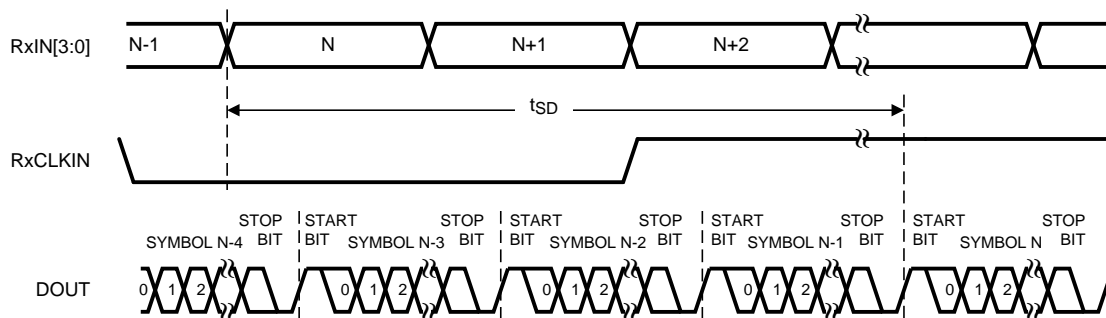 RxIN[3:0] N-1 N N+1 N+2
tSD
RxCLKIN
STOP START STOP START STOP START STOP START STOP
BIT BIT BIT BIT BIT BIT BIT BIT BIT
SYMBOL N-4 SYMBOL N-3 SYMBOL N-2 SYMBOL N-1 SYMBOL N
DOUT 0 1 2 0 1 2 0 1 2 0 1 2 0 1 2